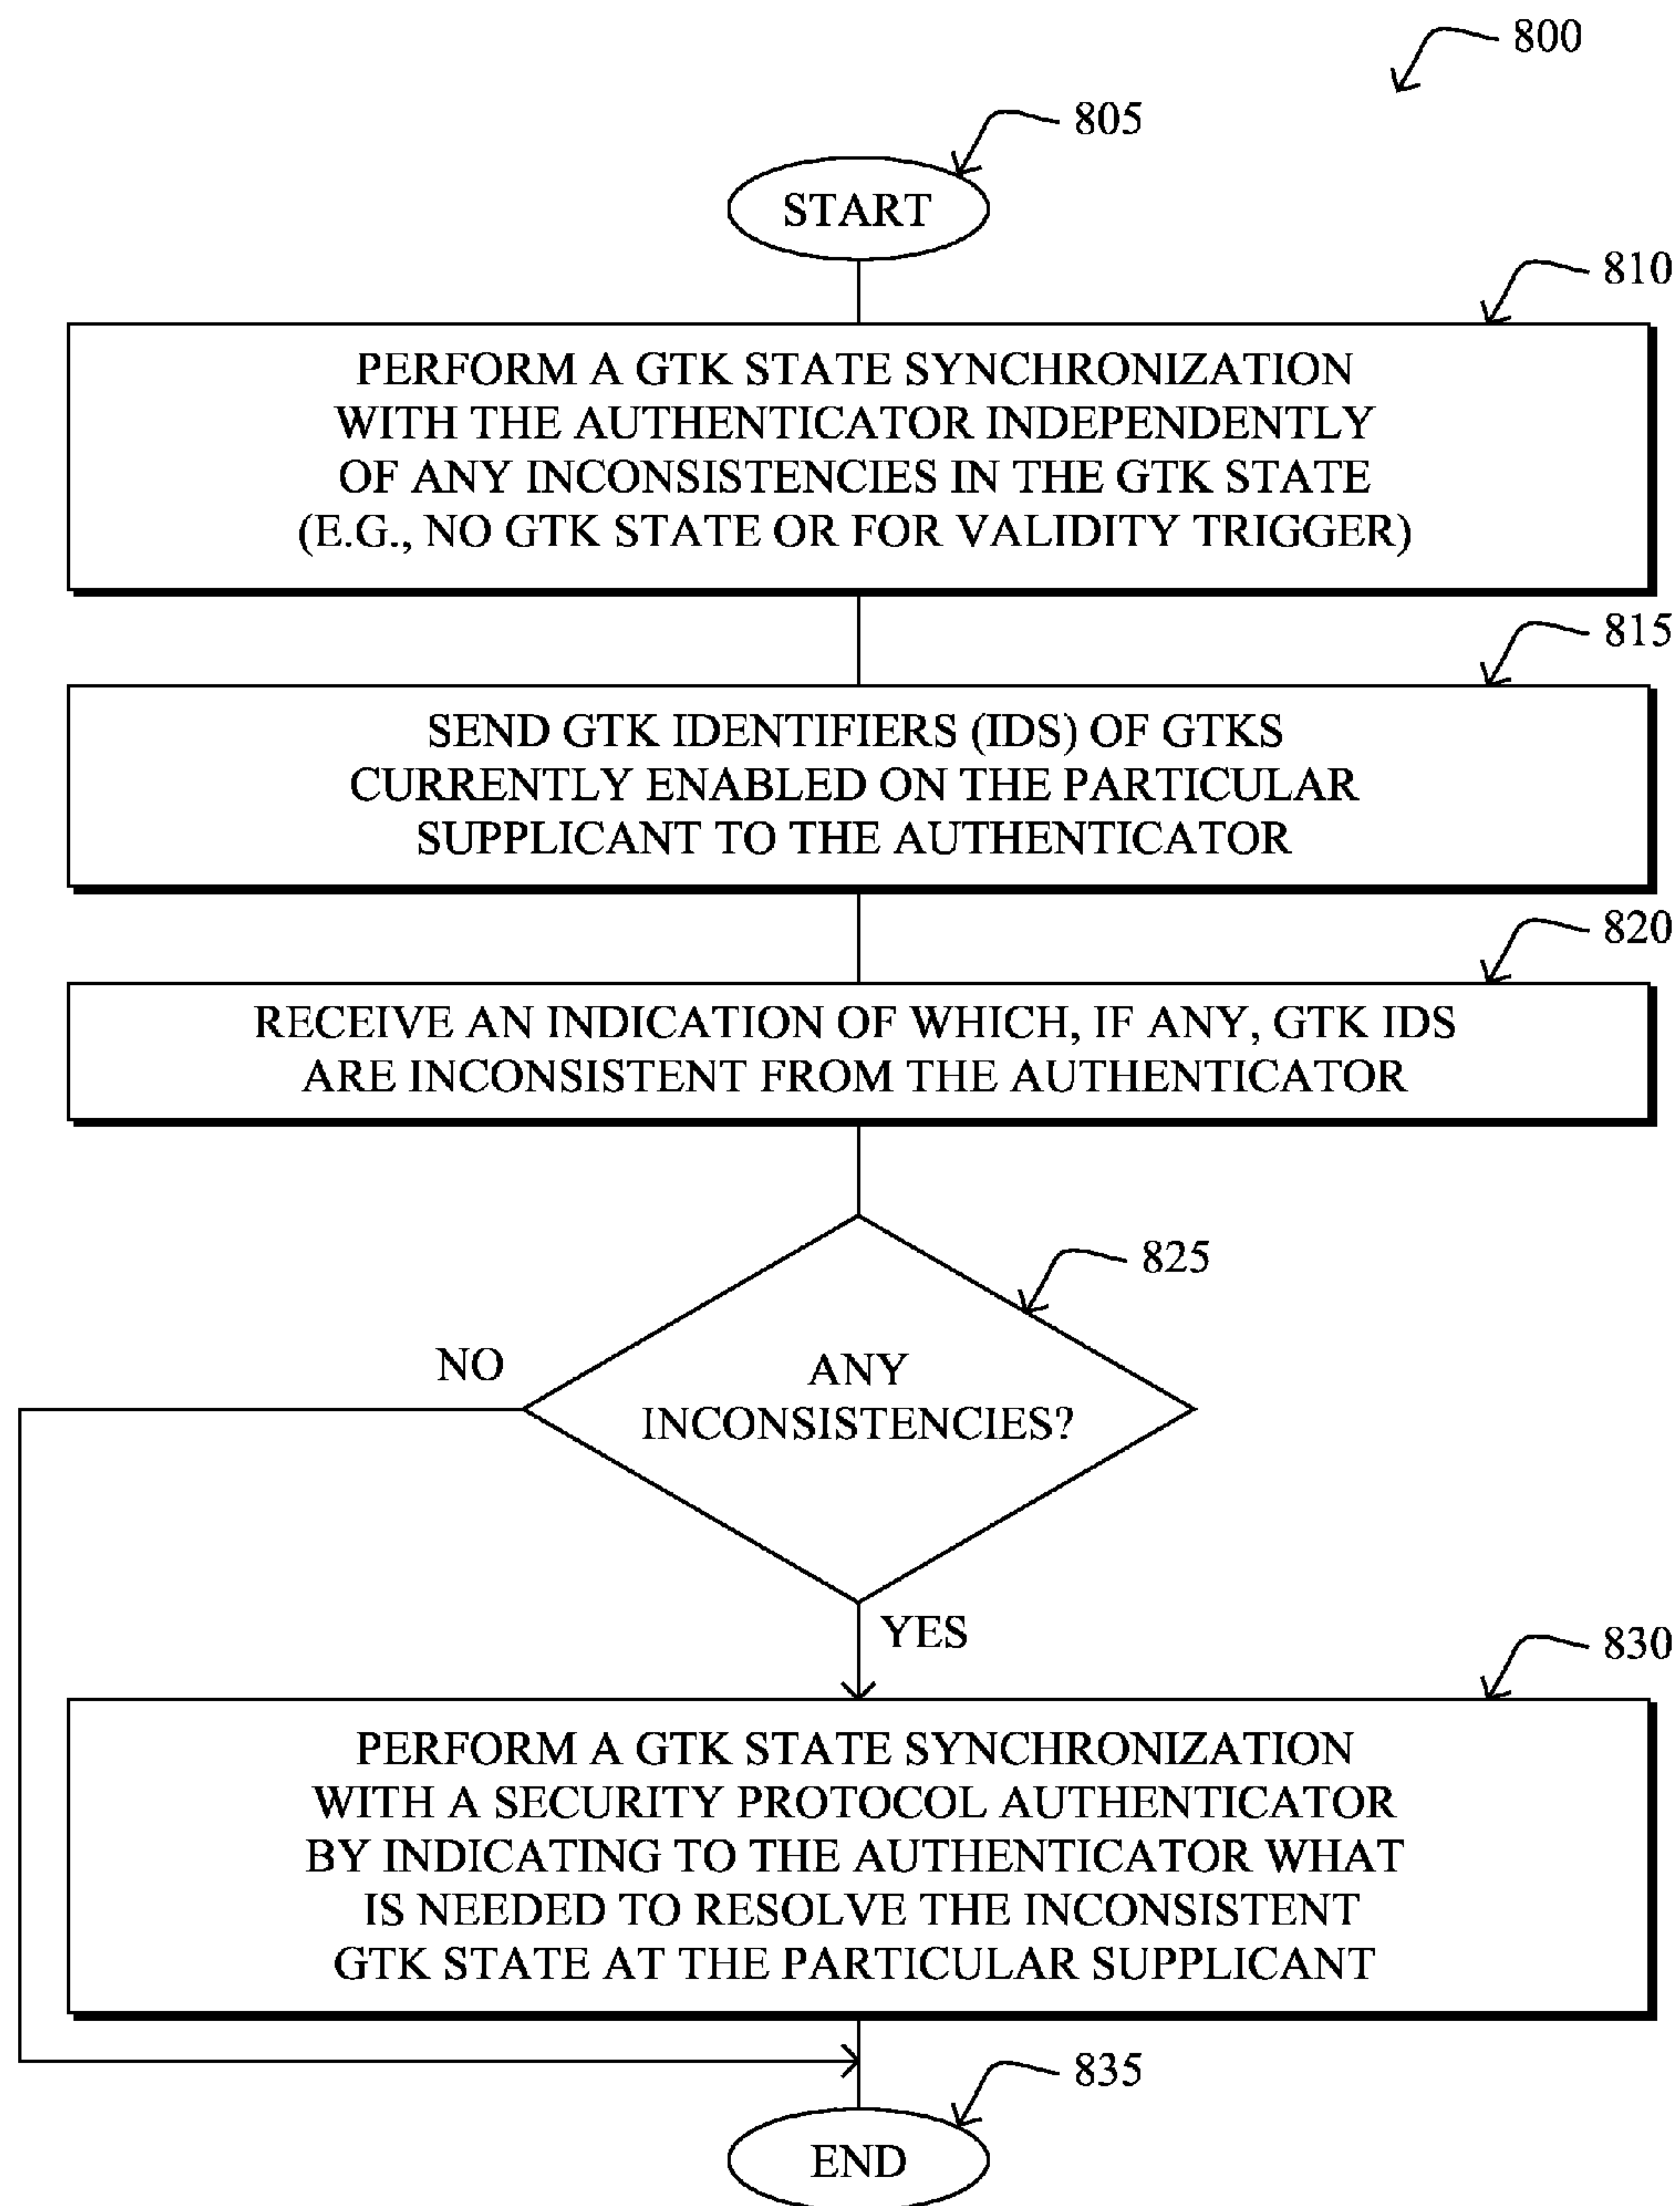 800
805
START
810
PERFORM A GTK STATE SYNCHRONIZATION
WITH THE AUTHENTICATOR INDEPENDENTLY
OF ANY INCONSISTENCIES IN THE GTK STATE
(E.G., NO GTK STATE OR FOR VALIDITY TRIGGER)
815
SEND GTK IDENTIFIERS (IDS) OF GTKS
CURRENTLY ENABLED ON THE PARTICULAR
SUPPLICANT TO THE AUTHENTICATOR
820
RECEIVE AN INDICATION OF WHICH, IF ANY, GTK IDS
ARE INCONSISTENT FROM THE AUTHENTICATOR
825
NO
ANY
INCONSISTENCIES?
YES
830
PERFORM A GTK STATE SYNCHRONIZATION
WITH A SECURITY PROTOCOL AUTHENTICATOR
BY INDICATING TO THE AUTHENTICATOR WHAT
IS NEEDED TO RESOLVE THE INCONSISTENT
GTK STATE AT THE PARTICULAR SUPPLICANT
835
END